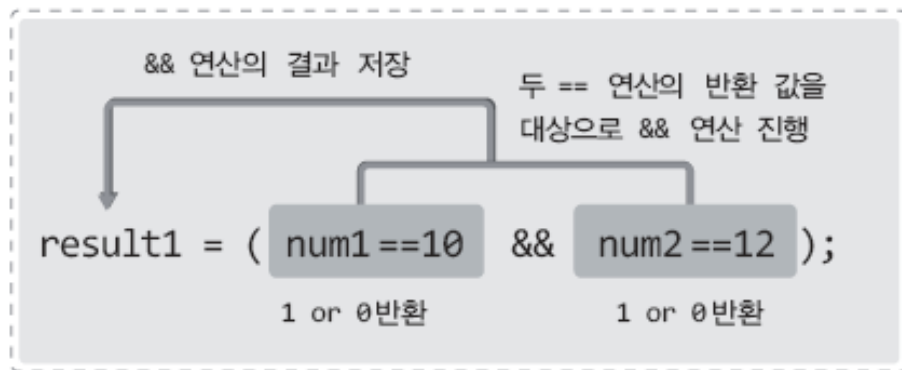 && 연산의 결과 저장
두 == 연산의 반환 값을
대상으로 && 연산 진행
result1 = ( num1==10 && num2==12 );
1 or 0반환 1 or 0반환